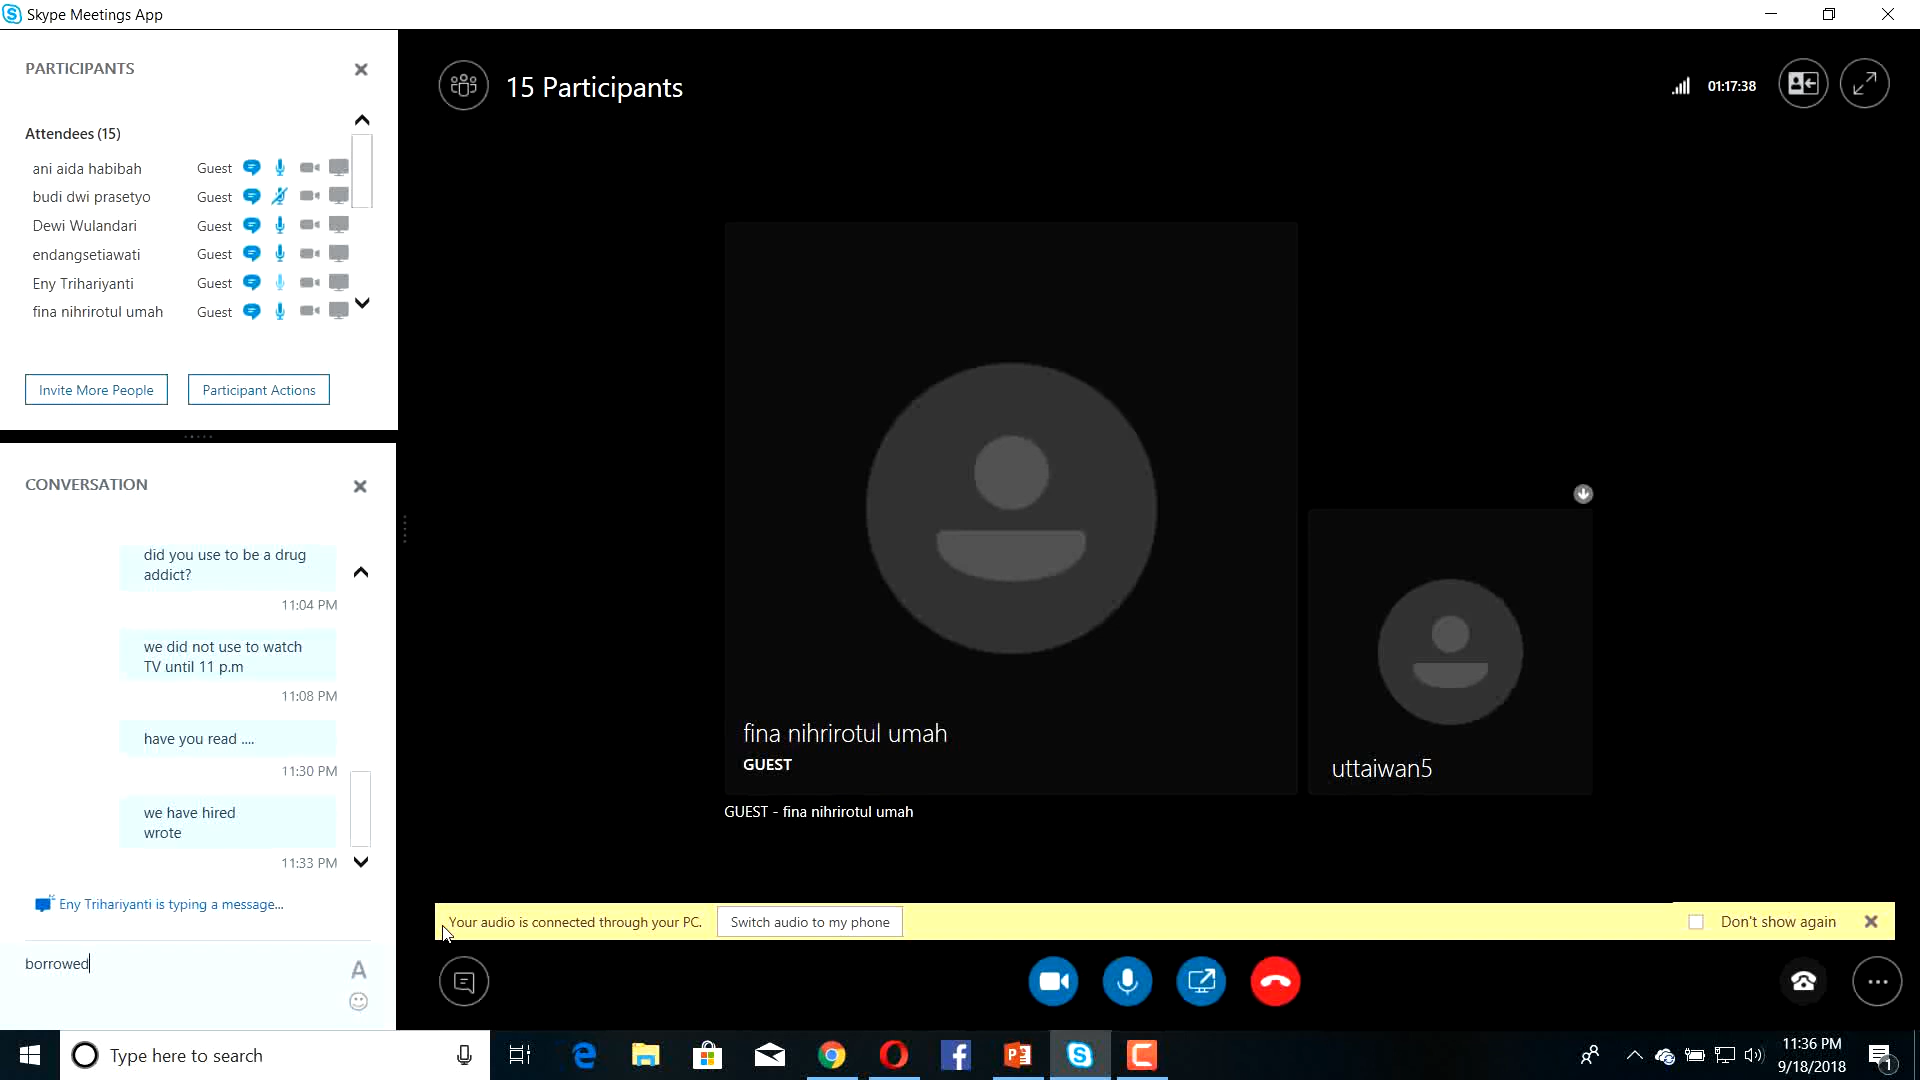 Skype Meetings App
PARTICIPANTS
Attendees (15)
ani aida habibah Guest
budi dwi prasetyo Guest
Dewi Wulandari Guest
endangsetiawati Guest
Eny Trihariyanti Guest
fina nihrirotul umah Guest
Invite More People Participant Actions
CONVERSATION
did you use to be a drug
addict?
11:04 PM
we did not use to watch
TV until 11 p.m
11:08 PM
have you read ....
11:30 PM
we have hired
wrote
11:33 PM
Eny Trihariyanti is typing a message...
borrowed
A
15 Participants
01:17:38
fina nihrirotul umah
GUEST
GUEST - fina nihrirotul umah
uttaiwan5
Your audio is connected through your PC. Switch audio to my phone Don't show again
Type here to search
11:36 PM
9/18/2018
1